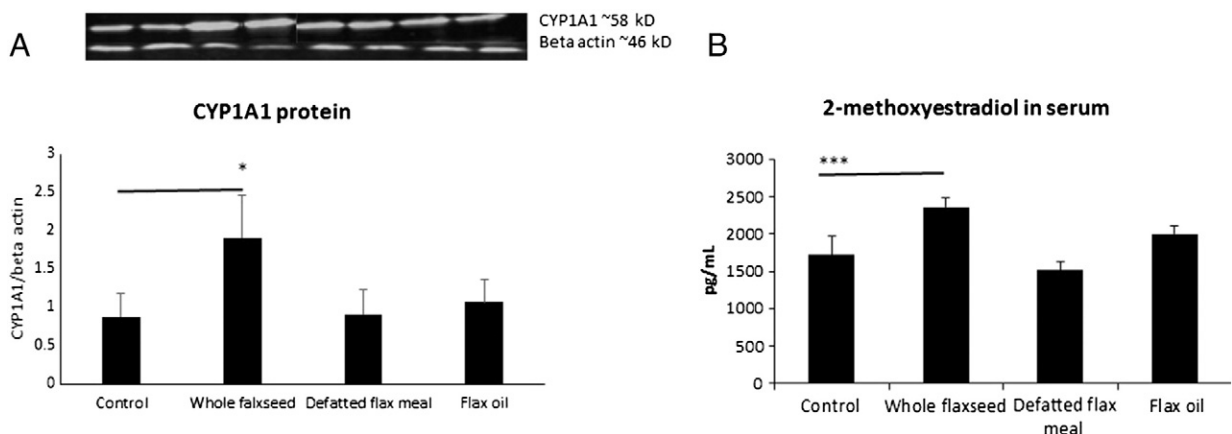 CYP1A1 ~58 kD
Beta actin ~46 kD
A
CYP1A1 protein
3
2.5
2
1.5
1
0.5
0
CYP1A1/beta actin
*
Control
Whole falxseed
Defatted flax meal
Flax oil
B
2-methoxyestradiol in serum
3000
2500
2000
1500
1000
500
0
pg/mL
***
Control
Whole flaxseed
Defatted flax
meal
Flax oil